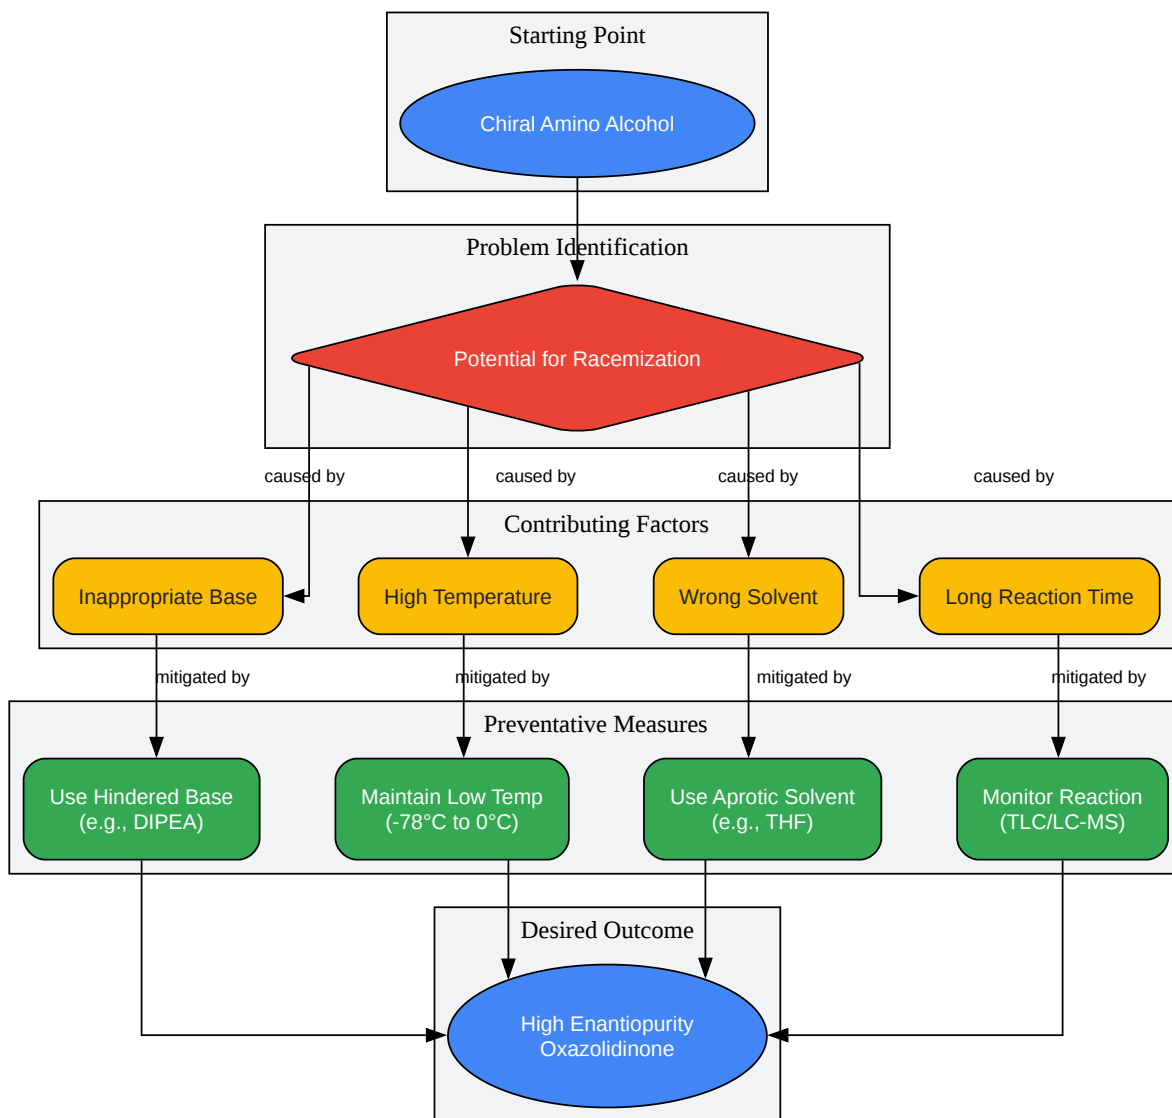 Starting Point
Chiral Amino Alcohol
Problem Identification
Potential for Racemization
caused by
caused by
caused by
caused by
Contributing Factors
Inappropriate Base
High Temperature
Wrong Solvent
Long Reaction Time
mitigated by
mitigated by
mitigated by
mitigated by
Preventative Measures
Use Hindered Base
(e.g., DIPEA)
Maintain Low Temp
(-78°C to 0°C)
Use Aprotic Solvent
(e.g., THF)
Monitor Reaction
(TLC/LC-MS)
Desired Outcome
High Enantiopurity
Oxazolidinone